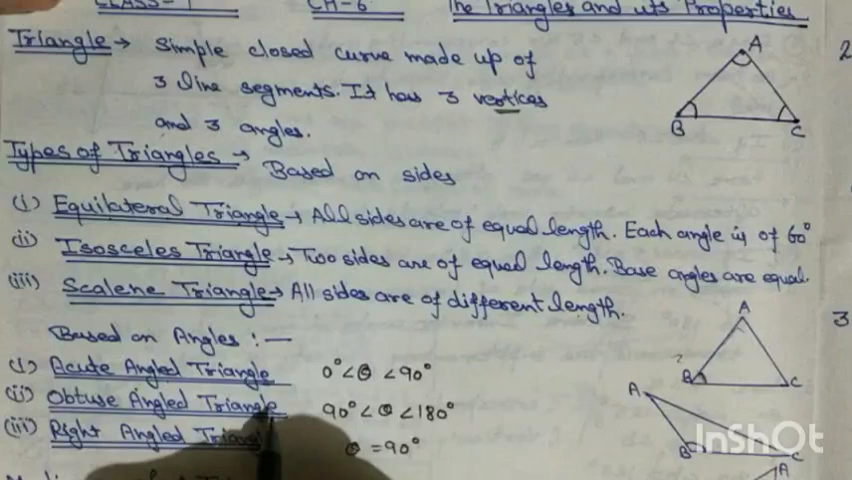 CLASS- 7 CH-6 The Triangles and its Properties
Triangle → Simple closed curve made up of
3 line segments. It has 3 vertices
and 3 angles.
A
B C
2
Types of Triangles → Based on sides
(i) Equilateral Triangle → All sides are of equal length. Each angle is of 60°
(ii) Isosceles Triangle → Two sides are of equal length. Base angles are equal.
(iii) Scalene Triangle → All sides are of different length.
Based on Angles :—
(i) Acute Angled Triangle 0° < θ < 90°
(ii) Obtuse Angled Triangle 90° < θ < 180°
(iii) Right Angled θ = 90°
A
B C
3
A
B C
A
InShOt